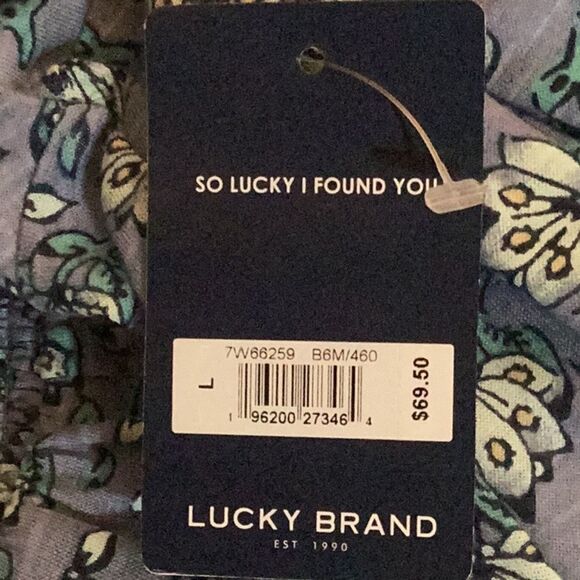 SO LUCKY I FOUND YOU
7W66259 B6M/460
L
$69.50
1 96200 27346 4
LUCKY BRAND
EST 1990